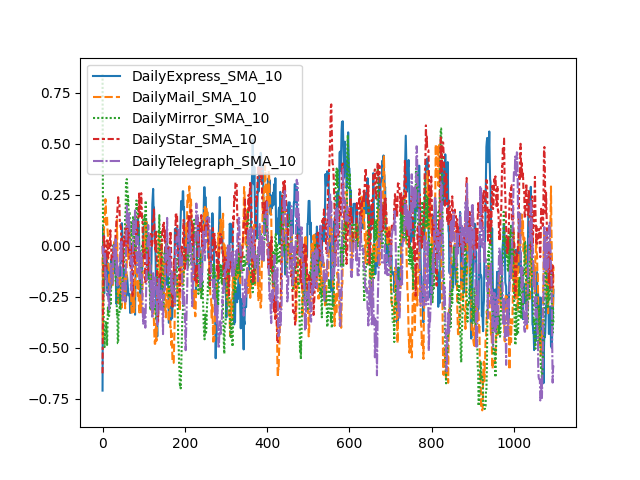 DailyExpress_SMA_10
DailyMail_SMA_10
DailyMirror_SMA_10
DailyStar_SMA_10
DailyTelegraph_SMA_10
0.75
0.50
0.25
0.00
−0.25
−0.50
−0.75
0 200 400 600 800 1000